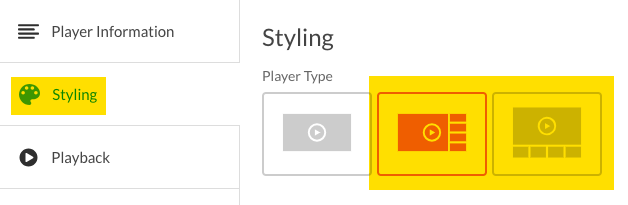 Player Information
Styling
Playback
Styling
Player Type